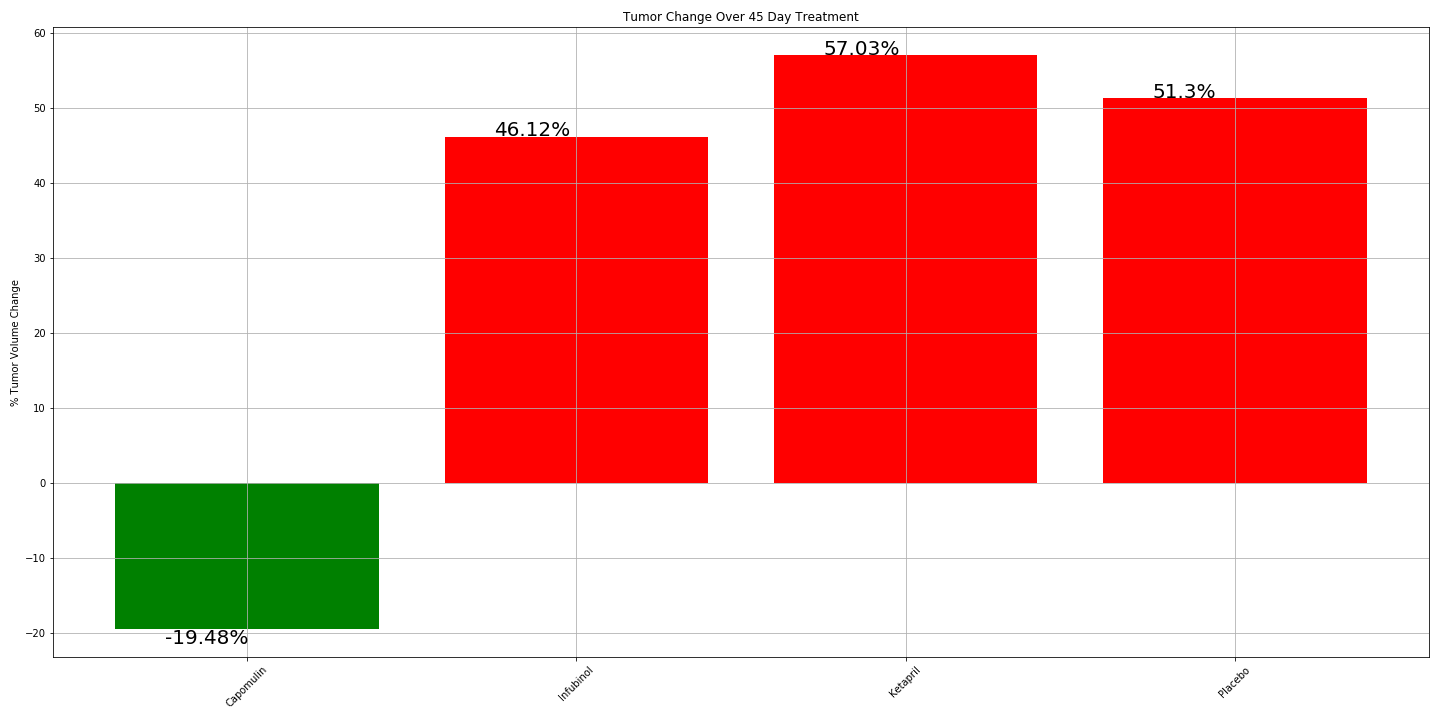 Tumor Change Over 45 Day Treatment
% Tumor Volume Change
60
50
40
30
20
10
0
−10
−20
57.03%
51.3%
46.12%
-19.48%
Capomulin
Infubinol
Ketapril
Placebo